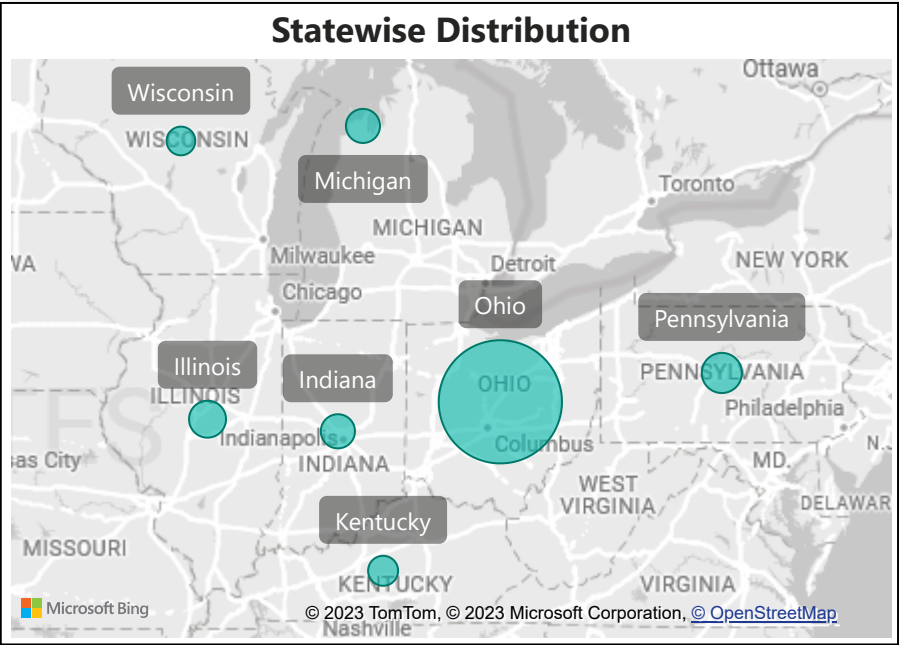 Statewise Distribution
Ottawa
Wisconsin
WISCONSIN
Michigan
Toronto
MICHIGAN
Milwaukee
Detroit
NEW YORK
WA
Chicago
Ohio
Pennsylvania
Illinois
Indiana
OHIO
PENNSYLVANIA
ILLINOIS
Philadelphia
Indianapolis
Columbus
N.
sas City
INDIANA
MD.
WEST
VIRGINIA
DELAWAR
Kentucky
MISSOURI
KENTUCKY
VIRGINIA
Microsoft Bing
© 2023 TomTom, © 2023 Microsoft Corporation, © OpenStreetMap
Nashville